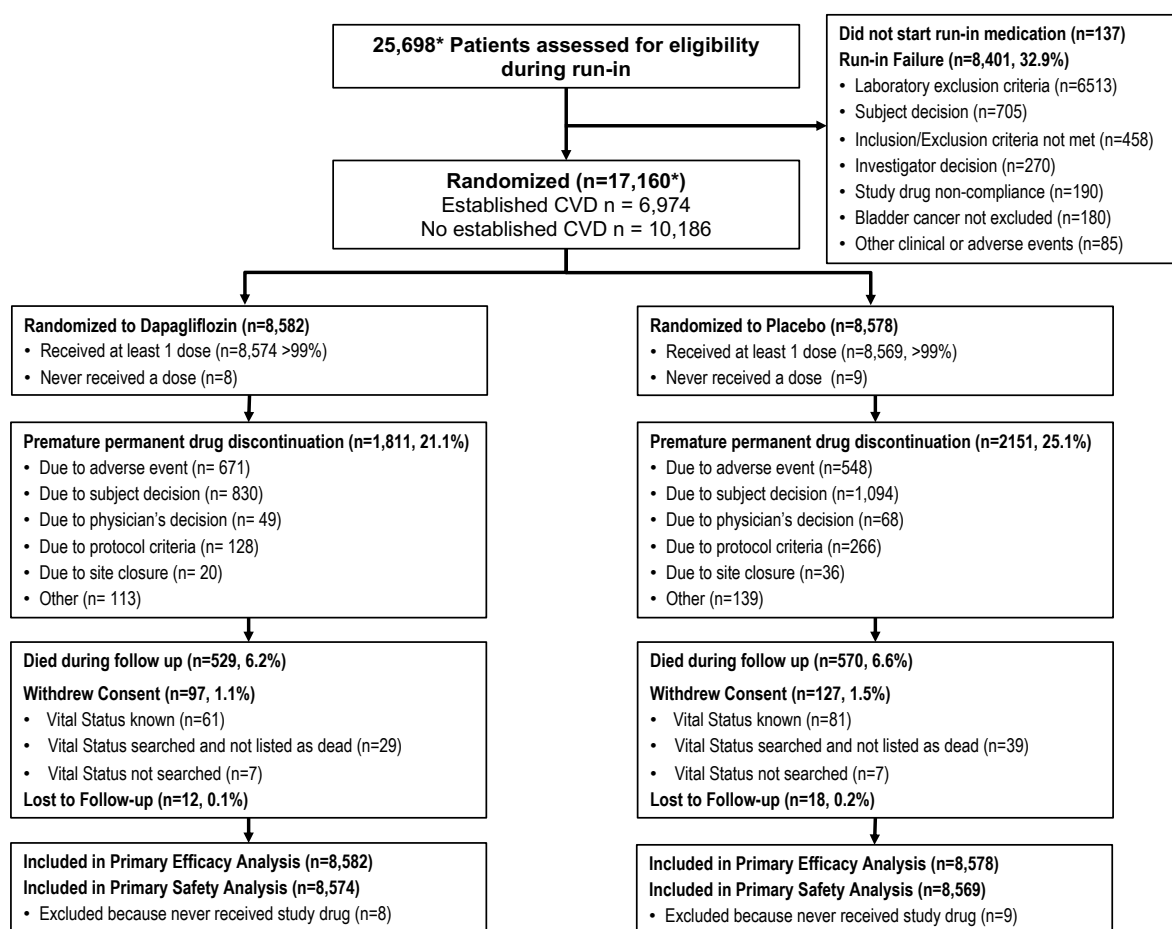 25,698* Patients assessed for eligibility
during run-in
Did not start run-in medication (n=137)
Run-in Failure (n=8,401, 32.9%)
• Laboratory exclusion criteria (n=6513)
• Subject decision (n=705)
• Inclusion/Exclusion criteria not met (n=458)
• Investigator decision (n=270)
• Study drug non-compliance (n=190)
• Bladder cancer not excluded (n=180)
• Other clinical or adverse events (n=85)
Randomized (n=17,160*)
Established CVD n = 6,974
No established CVD n = 10,186
Randomized to Dapagliflozin (n=8,582)
• Received at least 1 dose (n=8,574 >99%)
• Never received a dose (n=8)
Randomized to Placebo (n=8,578)
• Received at least 1 dose (n=8,569, >99%)
• Never received a dose (n=9)
Premature permanent drug discontinuation (n=1,811, 21.1%)
• Due to adverse event (n= 671)
• Due to subject decision (n= 830)
• Due to physician's decision (n= 49)
• Due to protocol criteria (n= 128)
• Due to site closure (n= 20)
• Other (n= 113)
Premature permanent drug discontinuation (n=2151, 25.1%)
• Due to adverse event (n=548)
• Due to subject decision (n=1,094)
• Due to physician's decision (n=68)
• Due to protocol criteria (n=266)
• Due to site closure (n=36)
• Other (n=139)
Died during follow up (n=529, 6.2%)
Withdrew Consent (n=97, 1.1%)
• Vital Status known (n=61)
• Vital Status searched and not listed as dead (n=29)
• Vital Status not searched (n=7)
Lost to Follow-up (n=12, 0.1%)
Died during follow up (n=570, 6.6%)
Withdrew Consent (n=127, 1.5%)
• Vital Status known (n=81)
• Vital Status searched and not listed as dead (n=39)
• Vital Status not searched (n=7)
Lost to Follow-up (n=18, 0.2%)
Included in Primary Efficacy Analysis (n=8,582)
Included in Primary Safety Analysis (n=8,574)
• Excluded because never received study drug (n=8)
Included in Primary Efficacy Analysis (n=8,578)
Included in Primary Safety Analysis (n=8,569)
• Excluded because never received study drug (n=9)